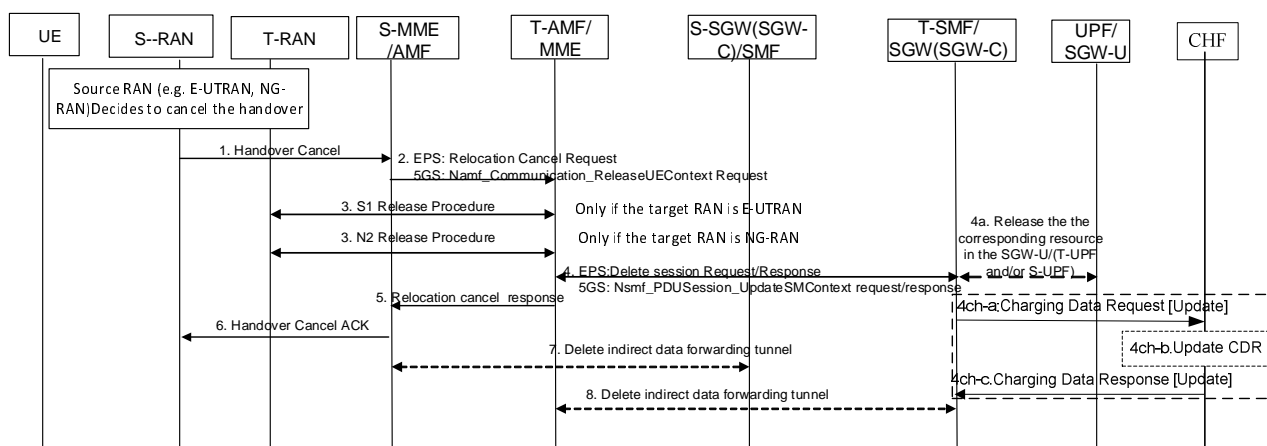 UE
S--RAN
T-RAN
S-MME
/AMF
T-AMF/
MME
S-SGW(SGW-
C)/SMF
T-SMF/
SGW(SGW-C)
UPF/
SGW-U
CHF
Source RAN (e.g. E-UTRAN, NG-
RAN)Decides to cancel the handover
1. Handover Cancel
2. EPS: Relocation Cancel Request
5GS: Namf_Communication_ReleaseUEContext Request
3. S1 Release Procedure
Only if the target RAN is E-UTRAN
3. N2 Release Procedure
Only if the target RAN is NG-RAN
4a. Release the the
corresponding resource
in the SGW-U/(T-UPF
and/or S-UPF)
4. EPS:Delete session Request/Response
5GS: Nsmf_PDUSession_UpdateSMContext request/response
5. Relocation cancel response
4ch-a:Charging Data Request [Update]
6. Handover Cancel ACK
4ch-b.Update CDR
7. Delete indirect data forwarding tunnel
4ch-c.Charging Data Response [Update]
8. Delete indirect data forwarding tunnel